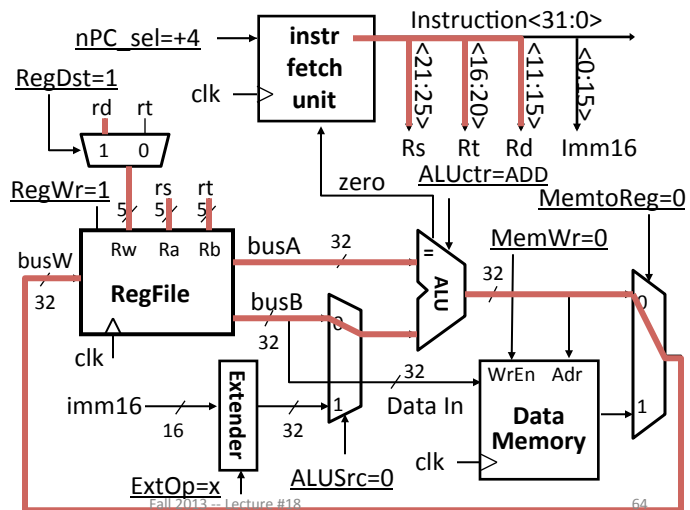 Instruction<31:0>
nPC_sel=+4
instr
fetch
unit
<21:25>
<16:20>
<11:15>
<0:15>
RegDst=1
clk
rd rt
1 0
Rs Rt Rd Imm16
zero
ALUctr=ADD
RegWr=1
rs rt
5 5 5
MemtoReg=0
MemWr=0
busW
32
Rw Ra Rb
RegFile
busA
32
busB
32
=
ALU
32
0
0
clk
32
WrEn Adr
Data In
imm16
16
Extender
32
1
Data
Memory
1
clk
ExtOp=x
ALUSrc=0
Fall 2013 -- Lecture #18
64